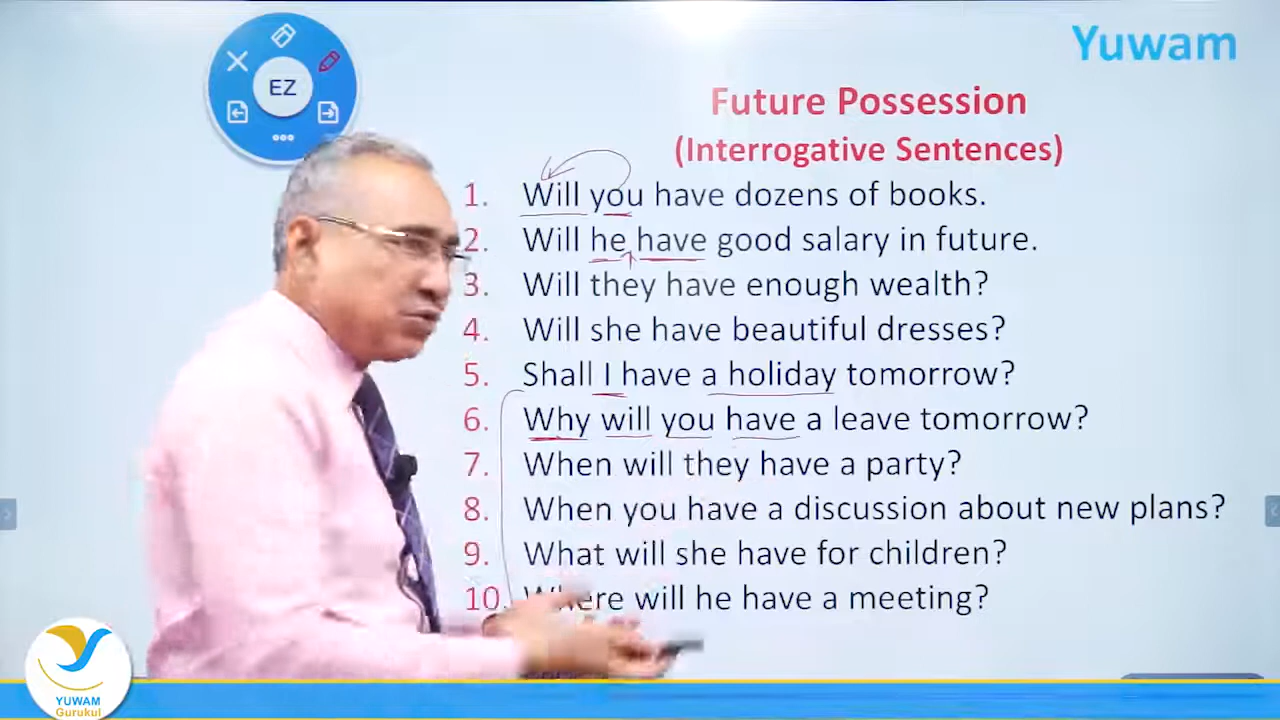 EZ
Yuwam
Future Possession
(Interrogative Sentences)
1. Will you have dozens of books.
2. Will he have good salary in future.
3. Will they have enough wealth?
4. Will she have beautiful dresses?
5. Shall I have a holiday tomorrow?
6. Why will you have a leave tomorrow?
7. When will they have a party?
8. When you have a discussion about new plans?
9. What will she have for children?
10. Where will he have a meeting?
YUWAM
Gurukul